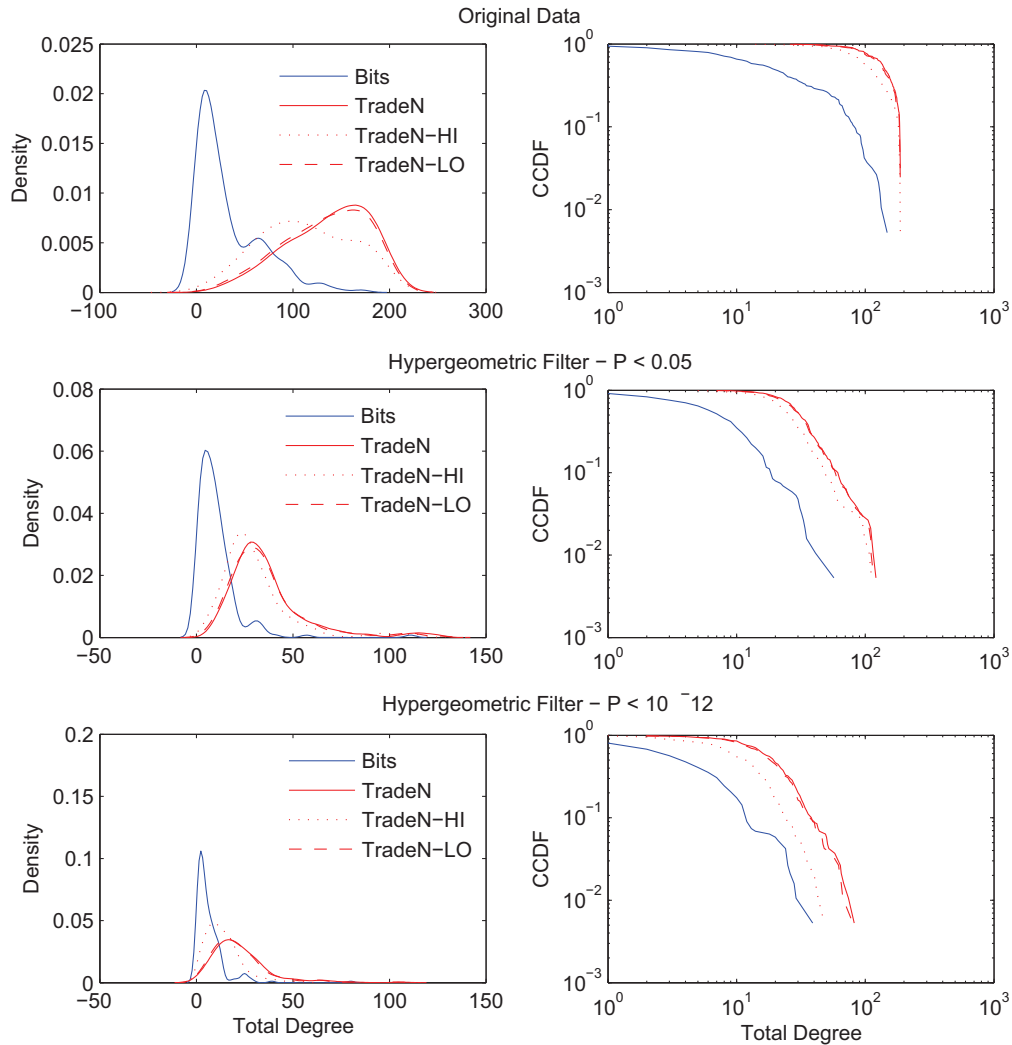 Original Data
0.025
0.02
0.015
0.01
0.005
0
Density
Bits
TradeN
TradeN−HI
TradeN−LO
−100
0
100
200
300
10^0
10^−1
10^−2
10^−3
CCDF
10^0
10^1
10^2
10^3
Hypergeometric Filter − P < 0.05
0.08
0.06
0.04
0.02
0
Density
Bits
TradeN
TradeN−HI
TradeN−LO
−50
0
50
100
150
10^0
10^−1
10^−2
10^−3
CCDF
10^0
10^1
10^2
10^3
Hypergeometric Filter − P < 10^−12
0.2
0.15
0.1
0.05
0
Density
Bits
TradeN
TradeN−HI
TradeN−LO
−50
0
50
100
150
Total Degree
10^0
10^−1
10^−2
10^−3
CCDF
10^0
10^1
10^2
10^3
Total Degree